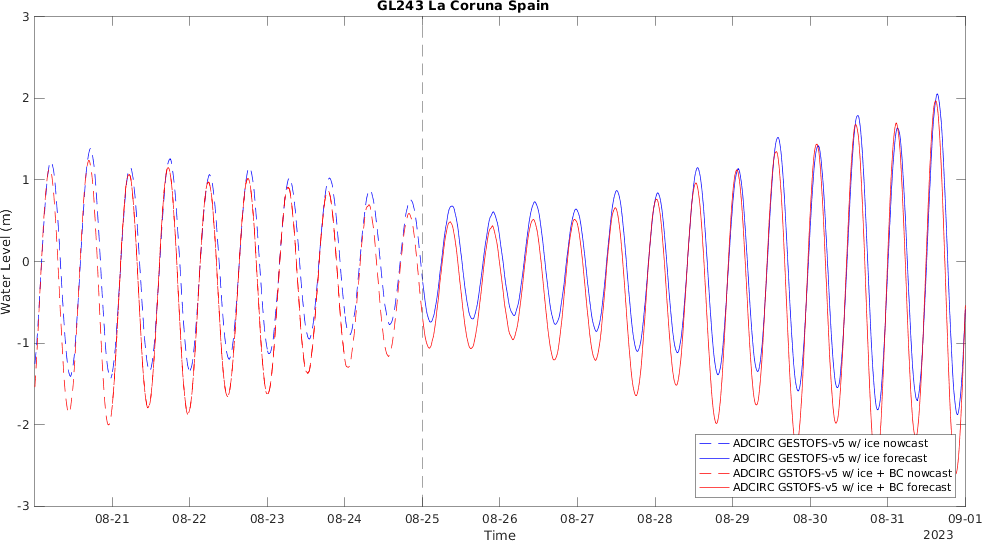 GL243 La Coruna Spain
3
2
1
0
-1
-2
-3
Water Level (m)
ADCIRC GESTOFS-v5 w/ ice nowcast
ADCIRC GESTOFS-v5 w/ ice forecast
ADCIRC GSTOFS-v5 w/ ice + BC nowcast
ADCIRC GSTOFS-v5 w/ ice + BC forecast
08-21 08-22 08-23 08-24 08-25 08-26 08-27 08-28 08-29 08-30 08-31 09-01
Time 2023